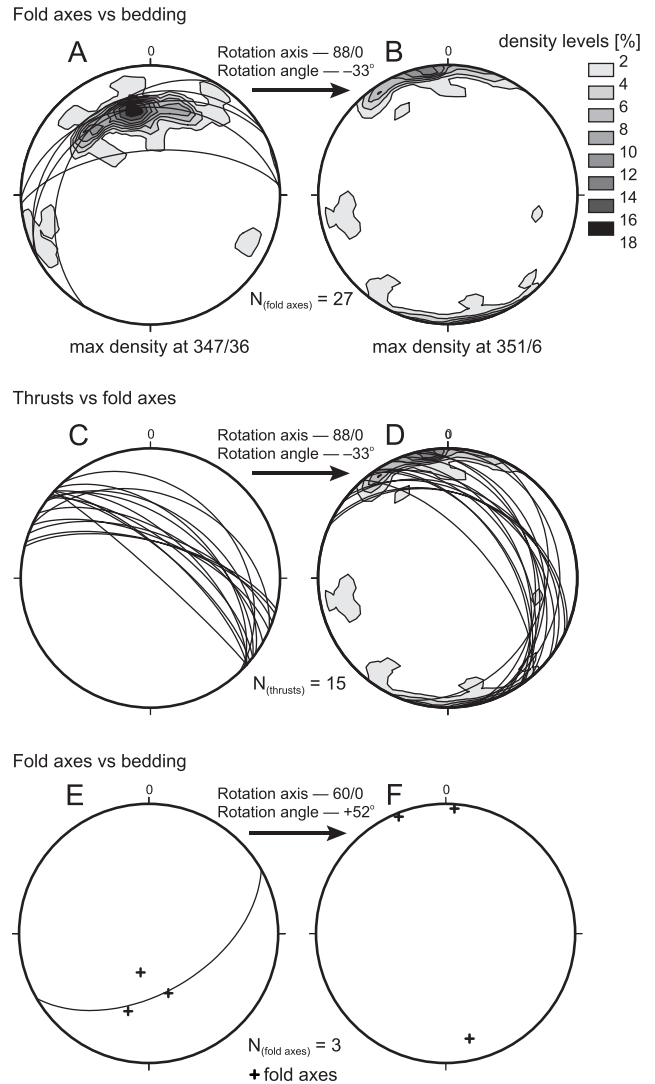 Fold axes vs bedding
A
0
Rotation axis — 88/0
Rotation angle — –33°
B
0
density levels [%]
2
4
6
8
10
12
14
16
18
N(fold axes) = 27
max density at 347/36
max density at 351/6
Thrusts vs fold axes
C
0
Rotation axis — 88/0
Rotation angle — –33°
D
0
N(thrusts) = 15
Fold axes vs bedding
E
0
Rotation axis — 60/0
Rotation angle — +52°
F
0
N(fold axes) = 3
+ fold axes